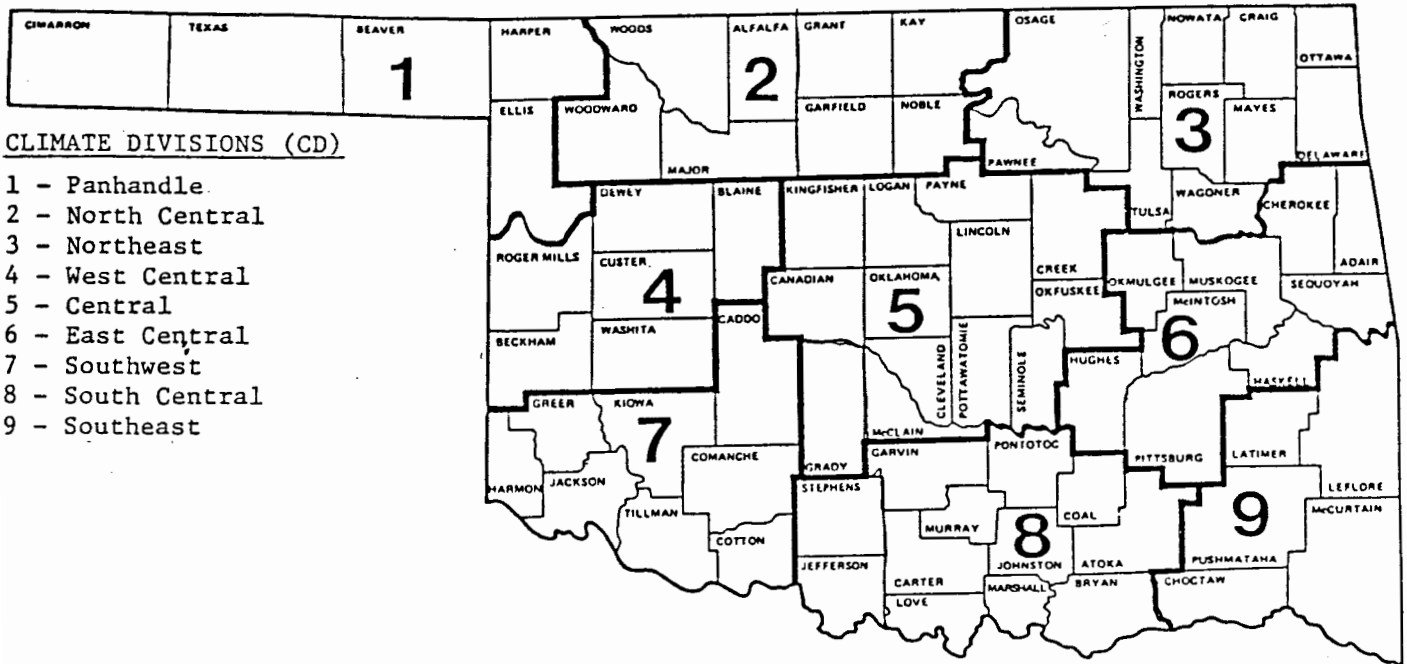 CIMARRON
TEXAS
BEAVER
HARPER
WOODS
ALFALFA
GRANT
KAY
OSAGE
NOWATA
CRAIG
OTTAWA
WASHINGTON
1
2
ELLIS
WOODWARD
GARFIELD
NOBLE
ROGERS
MAYES
3
CLIMATE DIVISIONS (CD)
1 - Panhandle
2 - North Central
3 - Northeast
4 - West Central
5 - Central
6 - East Central
7 - Southwest
8 - South Central
9 - Southeast
MAJOR
PAWNEE
DELAWARE
DEWEY
BLAINE
KINGFISHER
LOGAN
PAYNE
WAGONER
CHEROKEE
TULSA
LINCOLN
ROGER MILLS
CUSTER
CANADIAN
OKLAHOMA
CREEK
OKMULGEE
MUSKOGEE
ADAIR
SEQUOYAH
OKFUSKEE
McINTOSH
4
5
6
CADDO
WASHITA
BECKHAM
CLEVELAND
POTTAWATOMIE
SEMINOLE
HUGHES
HASKELL
GREER
KIOWA
7
McCLAIN
GARVIN
PONTOTOC
PITTSBURG
LATIMER
COMANCHE
GRADY
STEPHENS
HARMON
JACKSON
LEFLORE
McCURTAIN
TILLMAN
MURRAY
COAL
8
9
COTTON
JEFFERSON
JOHNSTON
ATOKA
PUSHMATAHA
CARTER
MARSHALL
BRYAN
CHOCTAW
LOVE